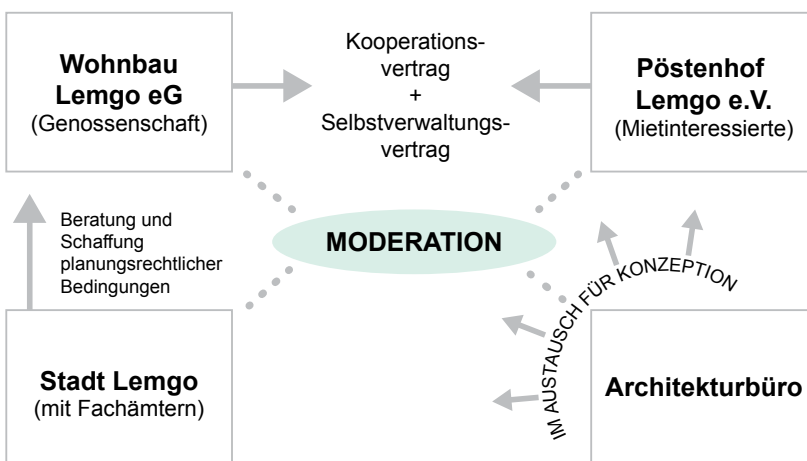 Wohnbau
Lemgo eG
(Genossenschaft)
Kooperations-
vertrag
+
Selbstverwaltungs-
vertrag
Pöstenhof
Lemgo e.V.
(Mietinteressierte)
Beratung und
Schaffung
planungsrechtlicher
Bedingungen
MODERATION
IM AUSTAUSCH FÜR KONZEPTION
Stadt Lemgo
(mit Fachämtern)
Architekturbüro